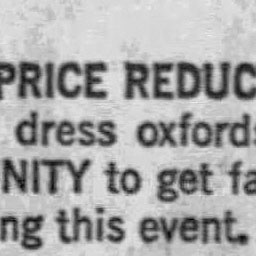 PRICE REDUC
dress oxfords
NITY to get fa
ng this event.